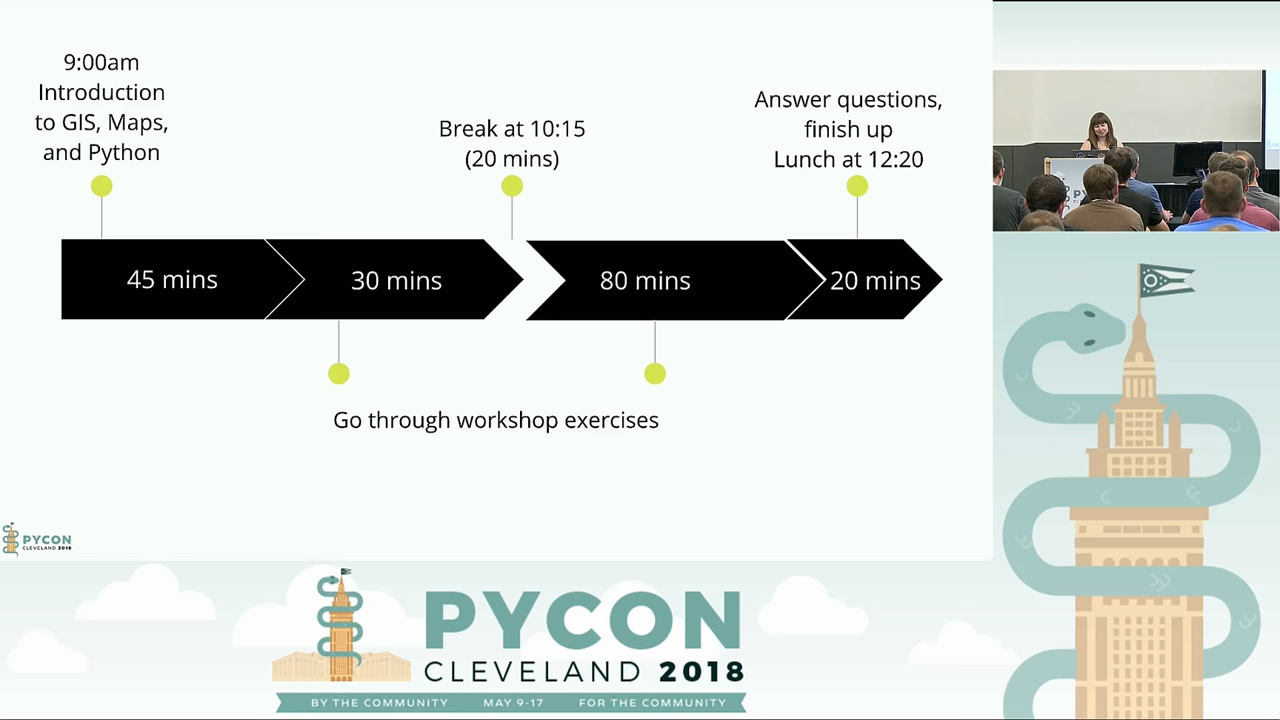 9:00am
Introduction
to GIS, Maps,
and Python
Break at 10:15
(20 mins)
Answer questions,
finish up
Lunch at 12:20
45 mins
30 mins
80 mins
20 mins
Go through workshop exercises
PYCON
CLEVELAND 2018
PYCON
CLEVELAND 2018
BY THE COMMUNITY MAY 9-17 FOR THE COMMUNITY